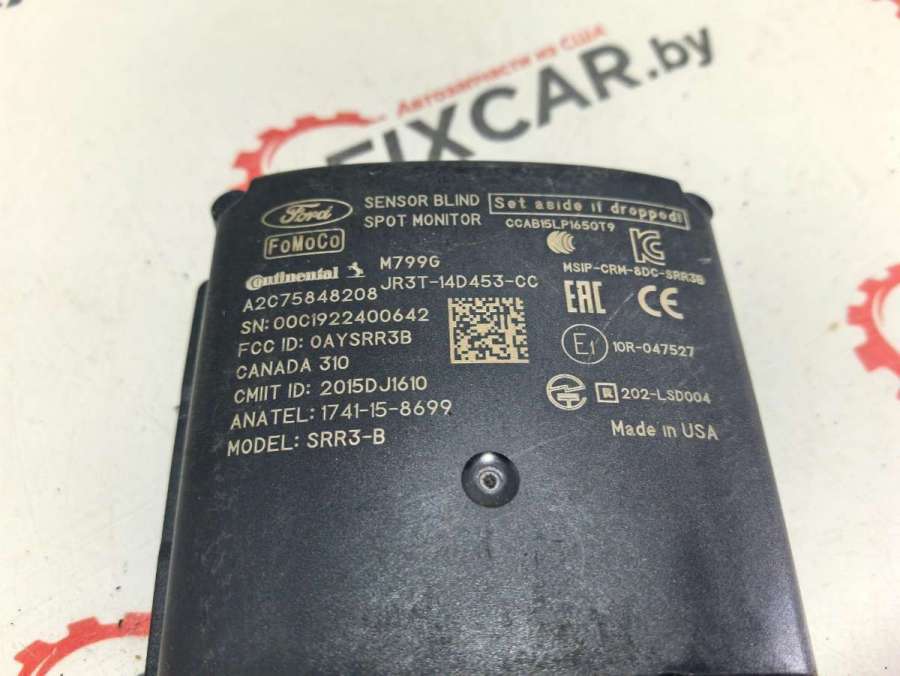 Автозапчасти из США
FIXCAR.by
Ford
FoMoCo
SENSOR BLIND
SPOT MONITOR
Set aside if dropped!
CCAB15LP1650T9
Continental
M799G
MSIP-CRM-8DC-SRR3B
A2C75848208
JR3T-14D453-CC
EAC
CE
SN: 00C1922400642
FCC ID: OAYSRR3B
E1
10R-047527
CANADA 310
CMIIT ID: 2015DJ1610
R 202-LSD004
ANATEL: 1741-15-8699
Made in USA
MODEL: SRR3-B